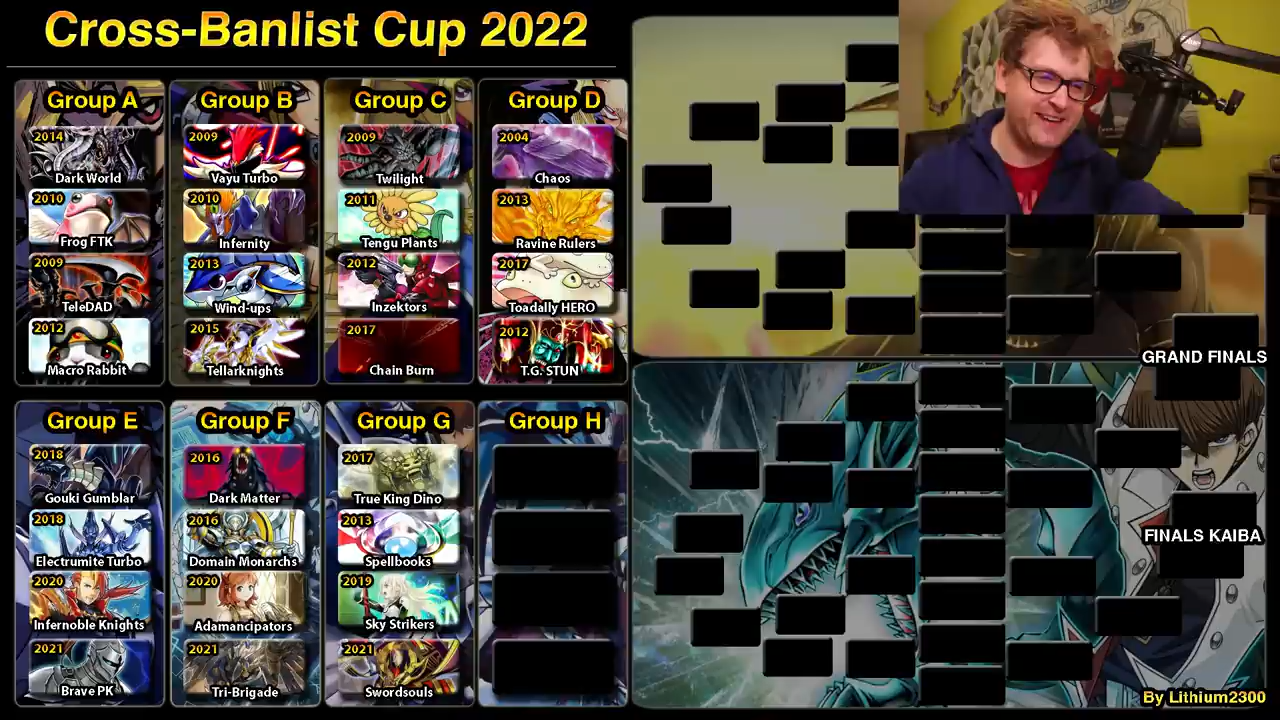 Cross-Banlist Cup 2022
Group A
2014
Dark World
2010
Frog FTK
2009
TeleDAD
2012
Macro Rabbit
Group B
2009
Vayu Turbo
2010
Infernity
2013
Wind-ups
2015
Tellarknights
Group C
2009
Twilight
2011
Tengu Plants
2012
Inzektors
2017
Chain Burn
Group D
2004
Chaos
2013
Ravine Rulers
2017
Toadally HERO
2012
T.G. STUN
Group E
2018
Gouki Gumblar
2018
Electrumite Turbo
2020
Infernoble Knights
2021
Brave PK
Group F
2016
Dark Matter
2016
Domain Monarchs
2020
Adamancipators
2021
Tri-Brigade
Group G
2017
True King Dino
2013
Spellbooks
2019
Sky Strikers
2021
Swordsouls
Group H
GRAND FINALS
FINALS KAIBA
By Lithium2300